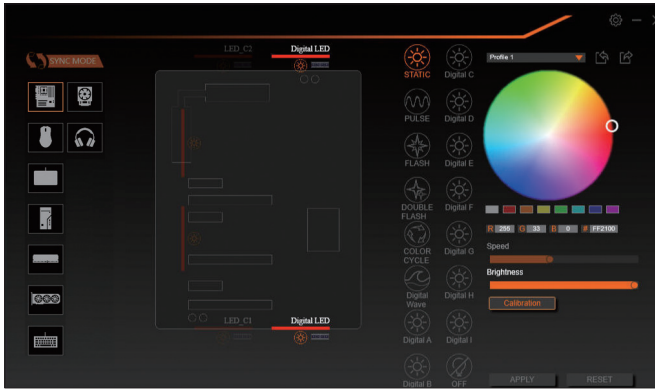 SYNC MODE
LED_C2
Digital LED
LED_C1
Digital LED
STATIC
Digital C
PULSE
Digital D
FLASH
Digital E
DOUBLE
FLASH
Digital F
COLOR
CYCLE
Digital G
Digital
Wave
Digital H
Digital A
Digital I
Digital B
OFF
Profile 1
R 255 G 33 B 0 # FF2100
Speed
Brightness
Calibration
APPLY
RESET